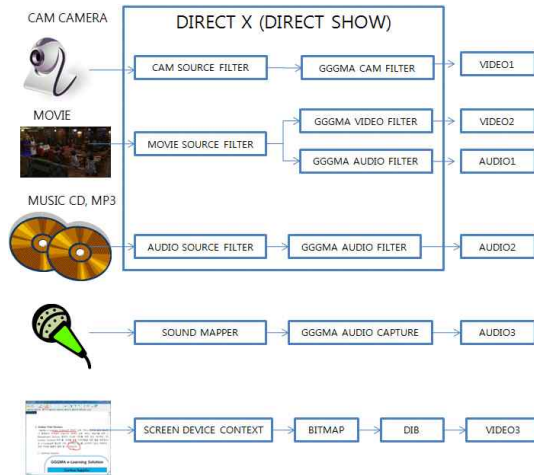 CAM CAMERA
DIRECT X (DIRECT SHOW)
CAM SOURCE FILTER
GGGMA CAM FILTER
VIDEO1
MOVIE
MOVIE SOURCE FILTER
GGGMA VIDEO FILTER
VIDEO2
GGGMA AUDIO FILTER
AUDIO1
MUSIC CD, MP3
AUDIO SOURCE FILTER
GGGMA AUDIO FILTER
AUDIO2
SOUND MAPPER
GGGMA AUDIO CAPTURE
AUDIO3
SCREEN DEVICE CONTEXT
BITMAP
DIB
VIDEO3
GGGMA e-Learning Solution